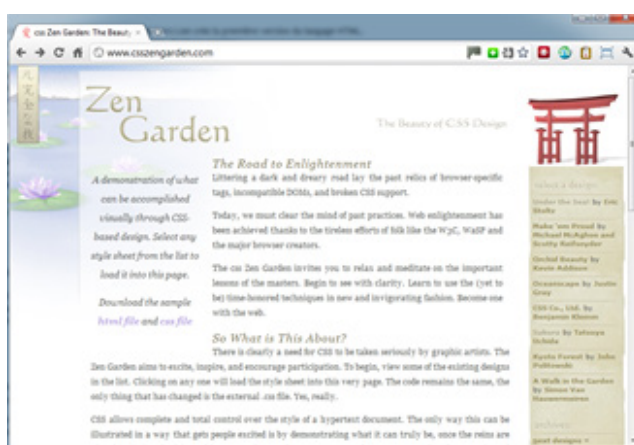 css Zen Garden: The Beauty
www.csszengarden.com
Zen
Garden
The Beauty of CSS Design
A demonstration of what
can be accomplished
visually through CSS-
based design. Select any
style sheet from the list to
load it into this page.
Download the sample
html file and css file
The Road to Enlightenment
Littering a dark and dreary road lay the past relics of browser-specific
tags, incompatible DOMs, and broken CSS support.
Today, we must clear the mind of past practices. Web enlightenment has
been achieved thanks to the tireless efforts of folk like the W3C, WaSP and
the major browser creators.
The css Zen Garden invites you to relax and meditate on the important
lessons of the masters. Begin to see with clarity. Learn to use the (yet to
be) time-honored techniques in new and invigorating fashion. Become one
with the web.
So What is This About?
There is clearly a need for CSS to be taken seriously by graphic artists. The
Zen Garden aims to excite, inspire, and encourage participation. To begin, view some of the existing designs
in the list. Clicking on any one will load the style sheet into this very page. The code remains the same, the
only thing that has changed is the external .css file. Yes, really.
CSS allows complete and total control over the style of a hypertext document. The only way this can be
illustrated in a way that gets people excited is by demonstrating what it can truly be, once the reins are
select a design:
Under the Sea! by Eric
Stoltz
Make 'em Proud by
Michael McAghon and
Scotty Reifsnyder
Orchid Beauty by
Kevin Addison
Oceanscape by Justin
Gray
CSS Co., Ltd. by
Benjamin Klemm
Sakura by Tatsuya
Uchida
Kyoto Forest by John
Politowski
A Walk in the Garden
by Simon Van
Hauwermeiren
archives:
next designs »